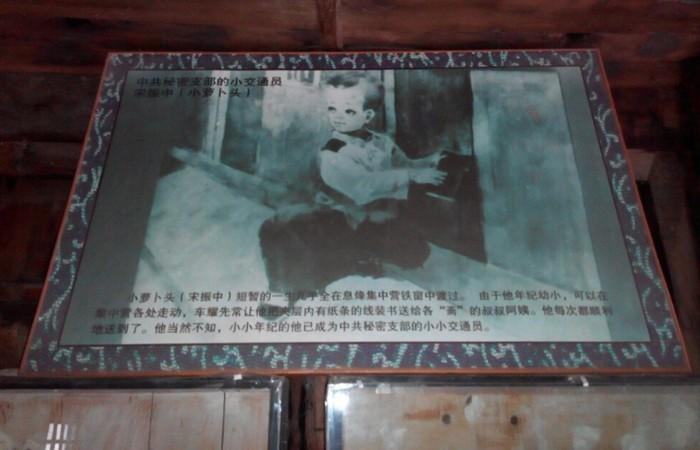 中共秘密支部的小交通员
宋振中（小萝卜头）
小萝卜头（宋振中）短暂的一生几乎全在息烽集中营铁窗中渡过。 由于他年纪幼小，可以在
集中营各处走动，车耀先常让他把夹层内有纸条的线装书送给各“斋”的叔叔阿姨。他每次都顺利
地送到了。他当然不知，小小年纪的他已成为中共秘密支部的小小交通员。